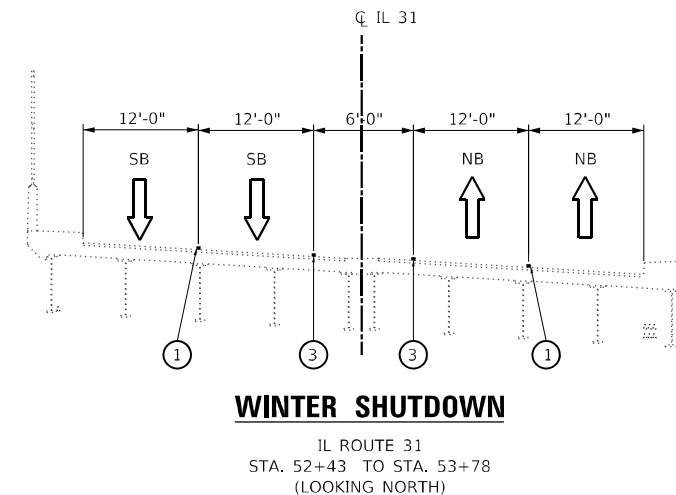 ℄ IL 31
12'-0" 12'-0" 6'-0" 12'-0" 12'-0"
SB SB NB NB
1 3 3 1
WINTER SHUTDOWN
IL ROUTE 31
STA. 52+43 TO STA. 53+78
(LOOKING NORTH)